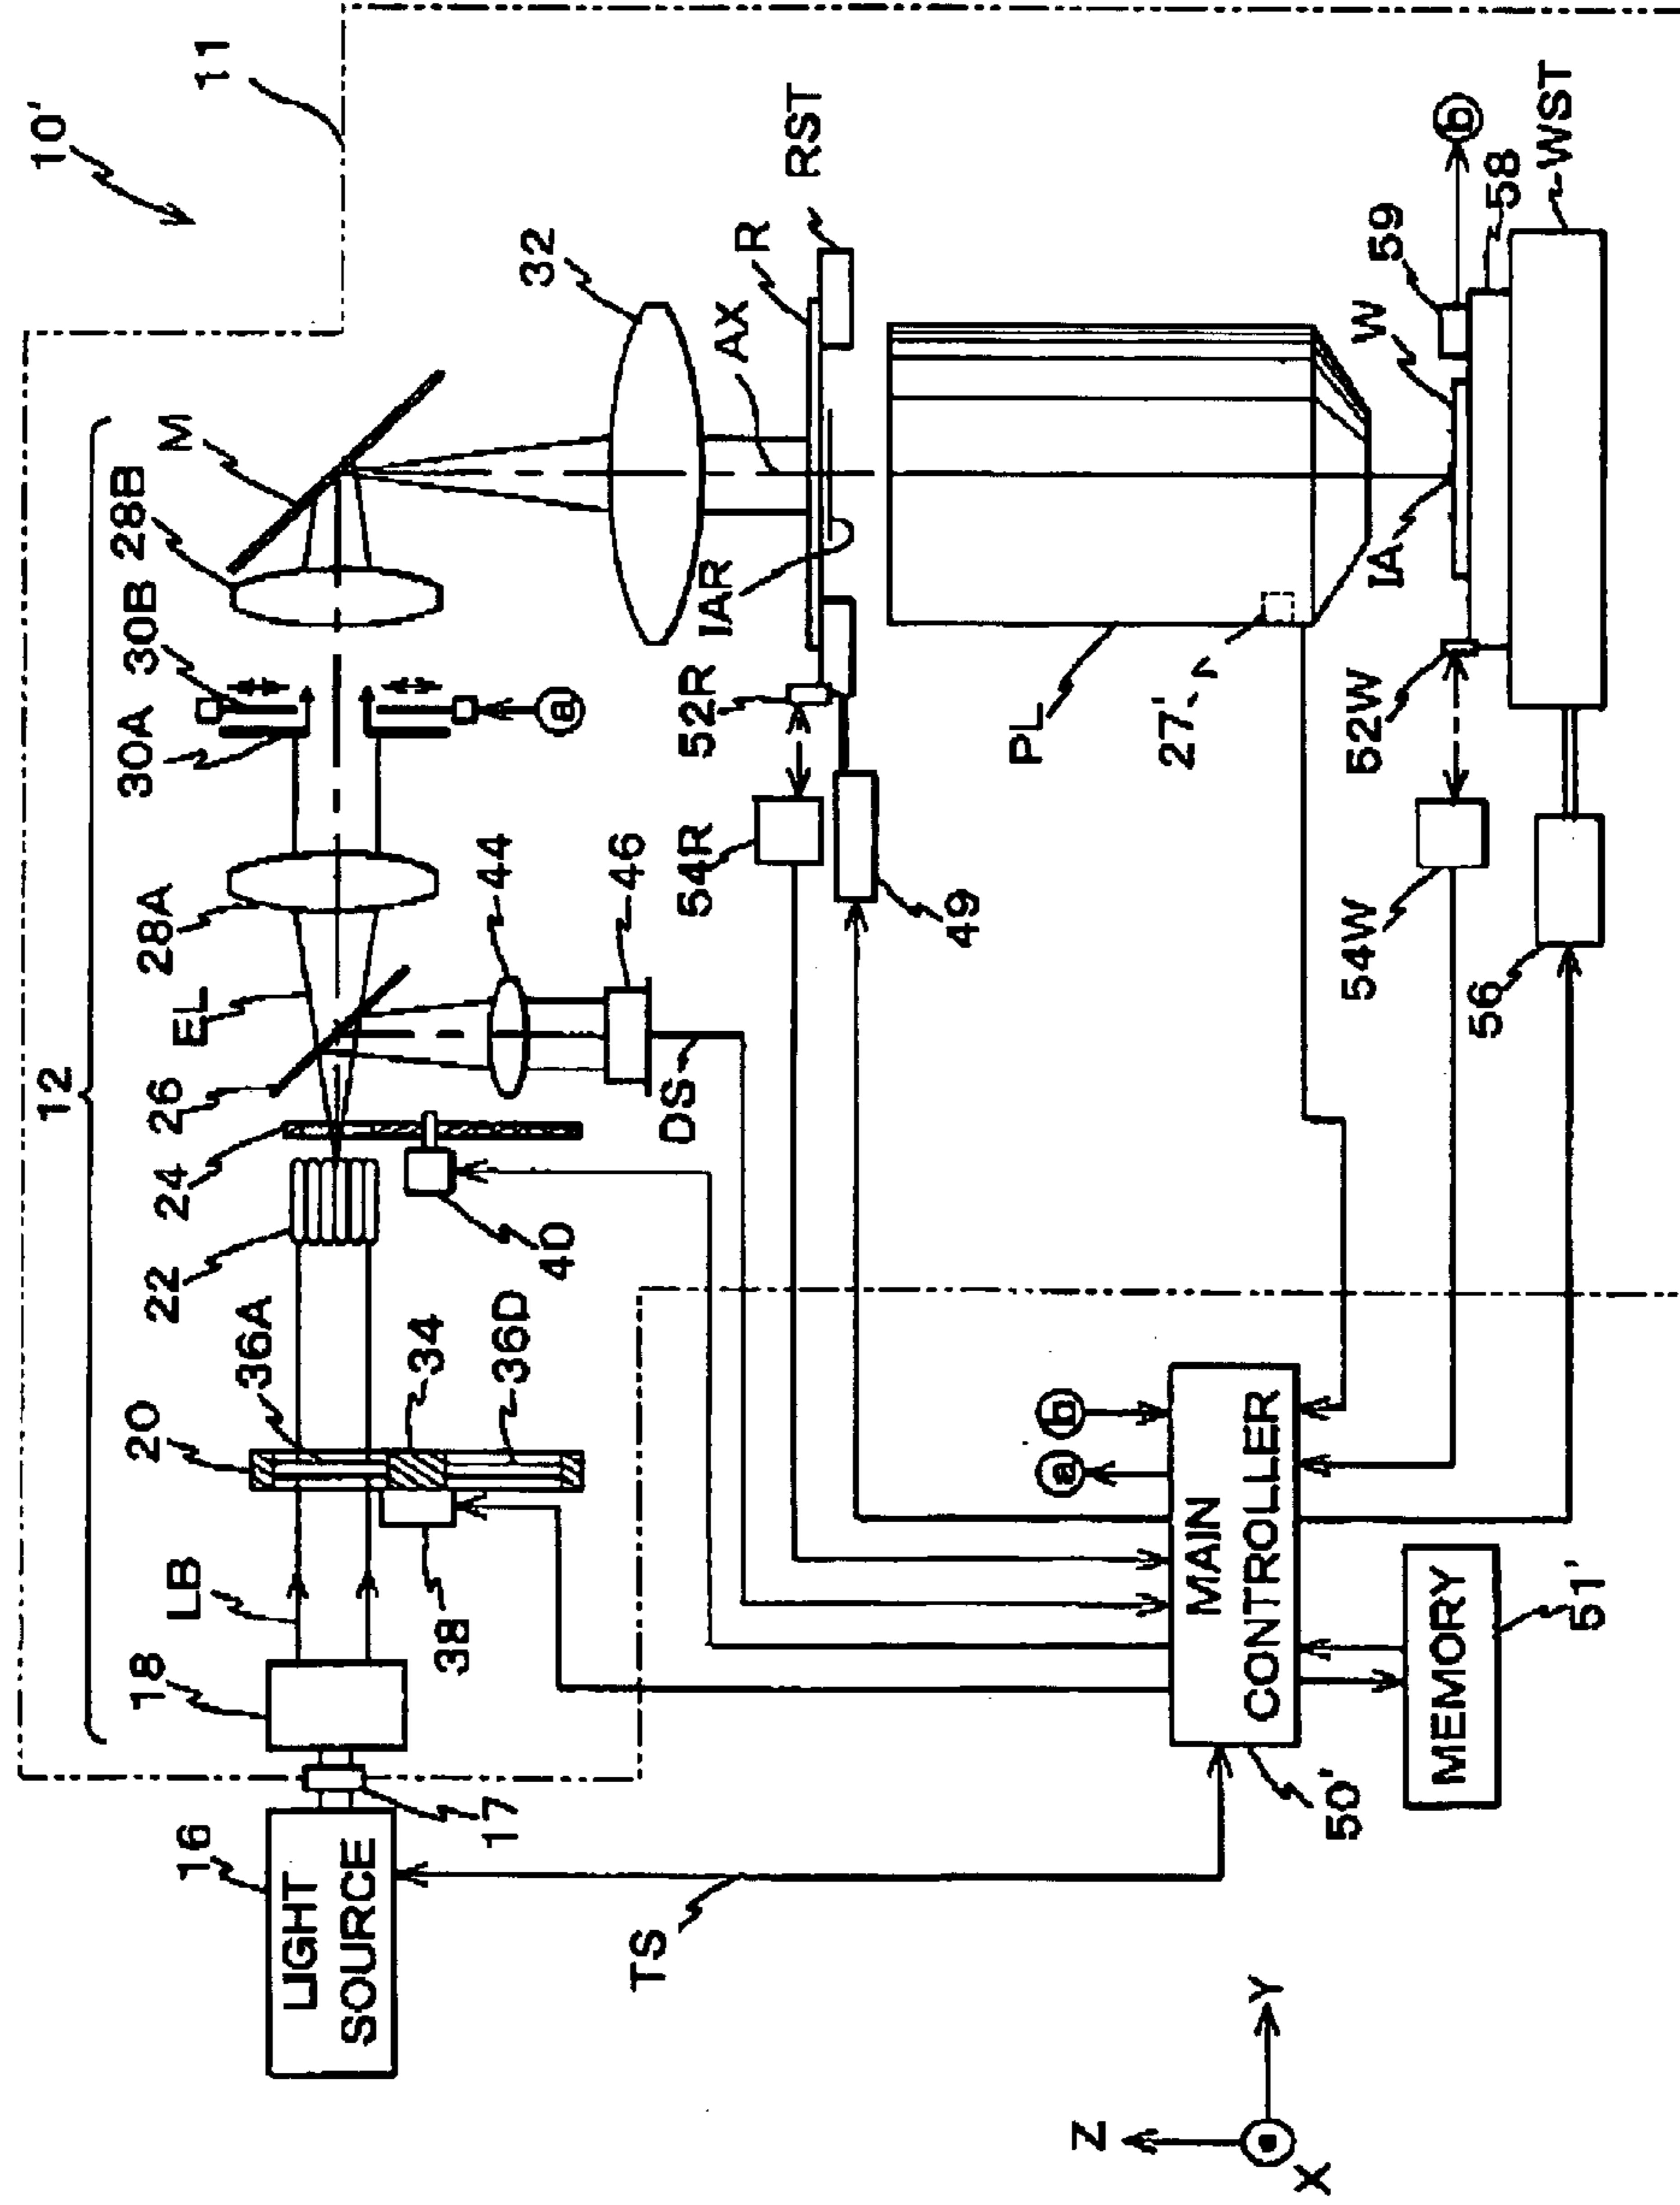 10'
11
12
16
LIGHT
SOURCE
17
18
LB
20
36A
34
36D
38
22
24
40
26
EL
28A
44
46
DS
30A
30B
a
28B
M
32
RST
R
AX
IAR
52R
54R
49
PL
27'
IA
W
59
b
58
WST
52W
54W
56
a
b
MAIN
CONTROLLER
50'
MEMORY
51'
TS
Z
Y
X